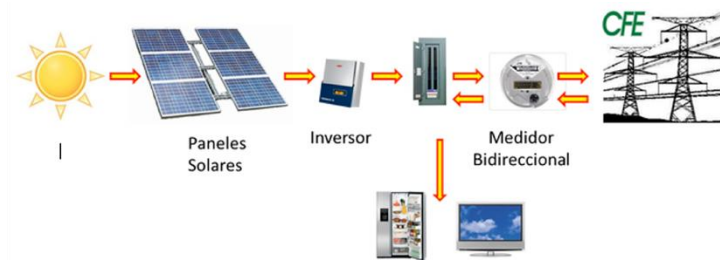 CFE
Paneles
Solares
Inversor
Medidor
Bidireccional